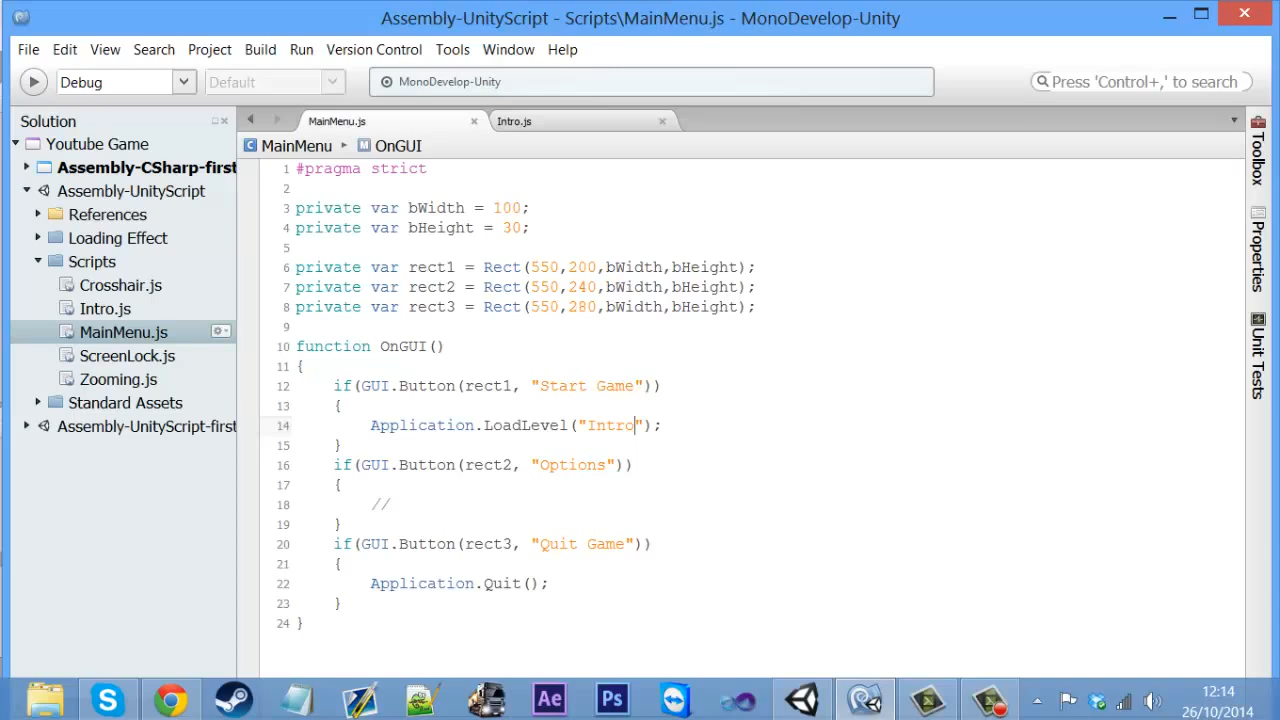 Assembly-UnityScript - Scripts\MainMenu.js - MonoDevelop-Unity
File Edit View Search Project Build Run Version Control Tools Window Help
Debug Default MonoDevelop-Unity Press 'Control+,' to search
Solution
Youtube Game
Assembly-CSharp-first
Assembly-UnityScript
References
Loading Effect
Scripts
Crosshair.js
Intro.js
MainMenu.js
ScreenLock.js
Zooming.js
Standard Assets
Assembly-UnityScript-first
MainMenu.js Intro.js
C MainMenu M OnGUI
1 #pragma strict
2
3 private var bWidth = 100;
4 private var bHeight = 30;
5
6 private var rect1 = Rect(550,200,bWidth,bHeight);
7 private var rect2 = Rect(550,240,bWidth,bHeight);
8 private var rect3 = Rect(550,280,bWidth,bHeight);
9
10 function OnGUI()
11 {
12 if(GUI.Button(rect1, "Start Game"))
13 {
14 Application.LoadLevel("Intro");
15 }
16 if(GUI.Button(rect2, "Options"))
17 {
18 //
19 }
20 if(GUI.Button(rect3, "Quit Game"))
21 {
22 Application.Quit();
23 }
24 }
Toolbox
Properties
Unit Tests
Ae Ps
12:14
26/10/2014